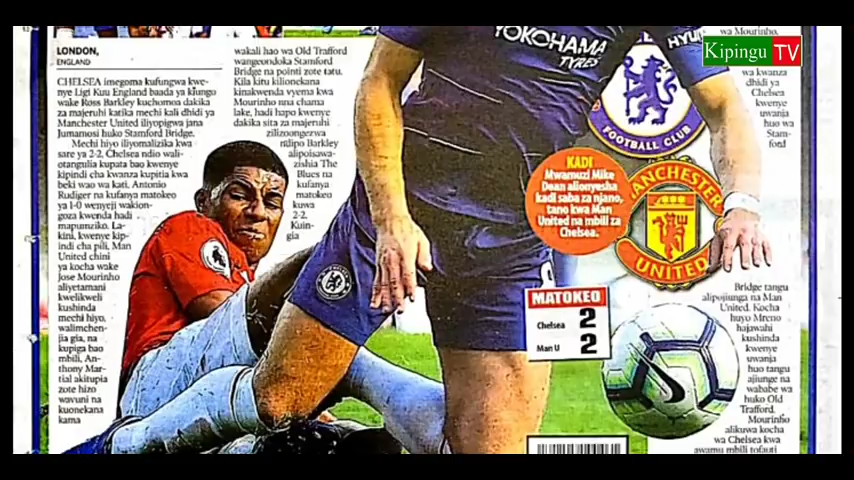 LONDON,
ENGLAND
CHELSEA imegoma kufungwa kwe-
nye Ligi Kuu England baada ya kiungo
wake Ross Barkley kuchomoa dakika
za majeruhi katika mechi kali dhidi ya
Manchester United iliyopigwa jana
Jumamosi huko Stamford Bridge.
Mechi hiyo iliyomalizika kwa
sare ya 2-2, Chelsea ndio wali-
otangulia kupata bao kwenye
kipindi cha kwanza kupitia kwa
beki wao wa kati, Antonio
Rudiger na kufanya matokeo
ya 1-0 wenyeji wakion-
goza kwenda hadi
mapumziko. La-
kini, kwenye kip-
indi cha pili, Man
United chini
ya kocha wake
Jose Mourinho
aliyetamani
kwelikweli
kushinda
mechi hiyo,
walimchen-
jia gia, na
kupiga bao
mbili, An-
thony Mar-
tial akitupia
zote hizo
wavuni na
kuonekana
kama
wakali hao wa Old Trafford
wangeondoka Stamford
Bridge na pointi zote tatu.
Kila kitu kilionekana
kinakwenda vyema kwa
Mourinho nna chama
lake, hadi hapo kwenye
dakika sita za majeruhi
zilizoongezwa
ndipo Barkley
alipoisawa-
zishia The
Blues na
kufanya
matokeo
kuwa
2-2.
Kuin-
gia
YOKOHAMA
TYRES
HYUN
FOOTBALL CLUB
KADI
Mwamuzi Mike
Dean alionyesha
kadi saba za njano,
tano kwa Man
United na mbili za
Chelsea.
MANCHESTER
UNITED
MATOKEO
Chelsea 2
Man U 2
Kipingu TV
wa Mourinho,
wa kwanza
dhidi ya
Chelsea
kwenye
uwanja
huo wa
Stam-
ford
Bridge tangu
alipojiunga na Man
United. Kocha
huyo Mreno
hajawahi
kushinda
kwenye
uwanja
huo tangu
ajiunge na
wababe wa
huko Old
Trafford.
Mourinho
alikuwa kocha
wa Chelsea kwa
awamu mbili tofauti